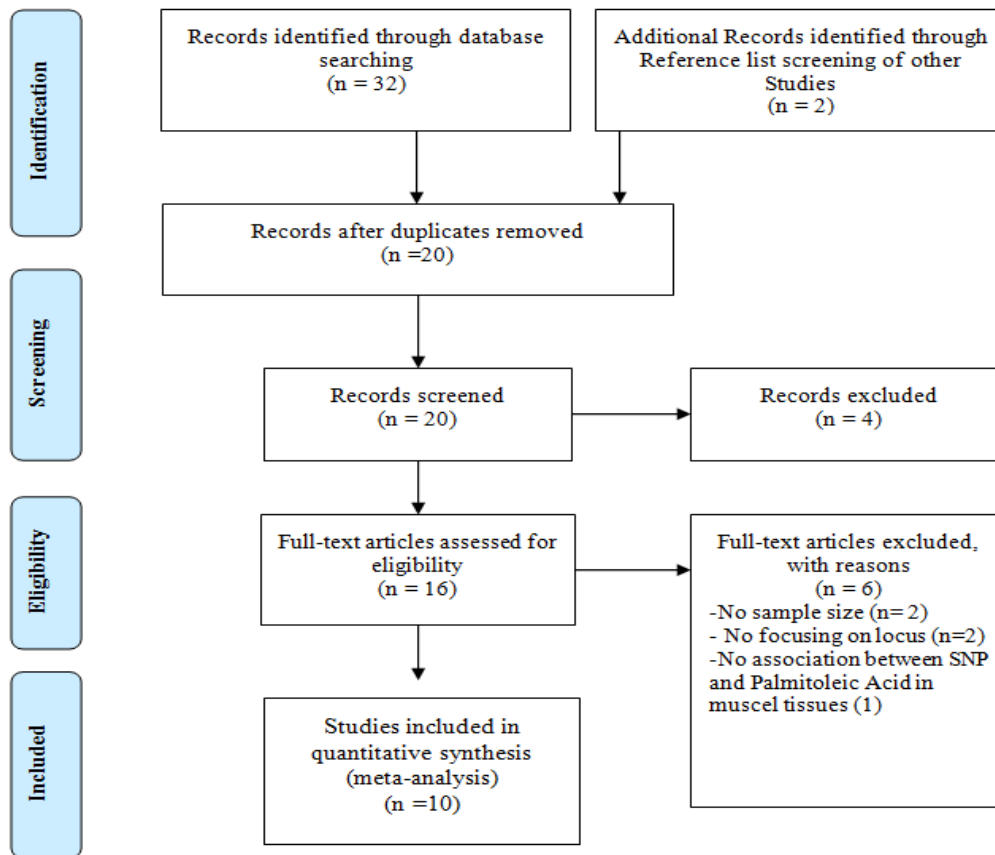 Identification
Records identified through database
searching
(n = 32)
Additional Records identified through
Reference list screening of other
Studies
(n = 2)
Records after duplicates removed
(n =20)
Screening
Records screened
(n = 20)
Records excluded
(n = 4)
Eligibility
Full-text articles assessed for
eligibility
(n = 16)
Full-text articles excluded,
with reasons
(n = 6)
-No sample size (n= 2)
- No focusing on locus (n=2)
-No association between SNP
and Palmitoleic Acid in
muscel tissues (1)
Included
Studies included in
quantitative synthesis
(meta-analysis)
(n =10)